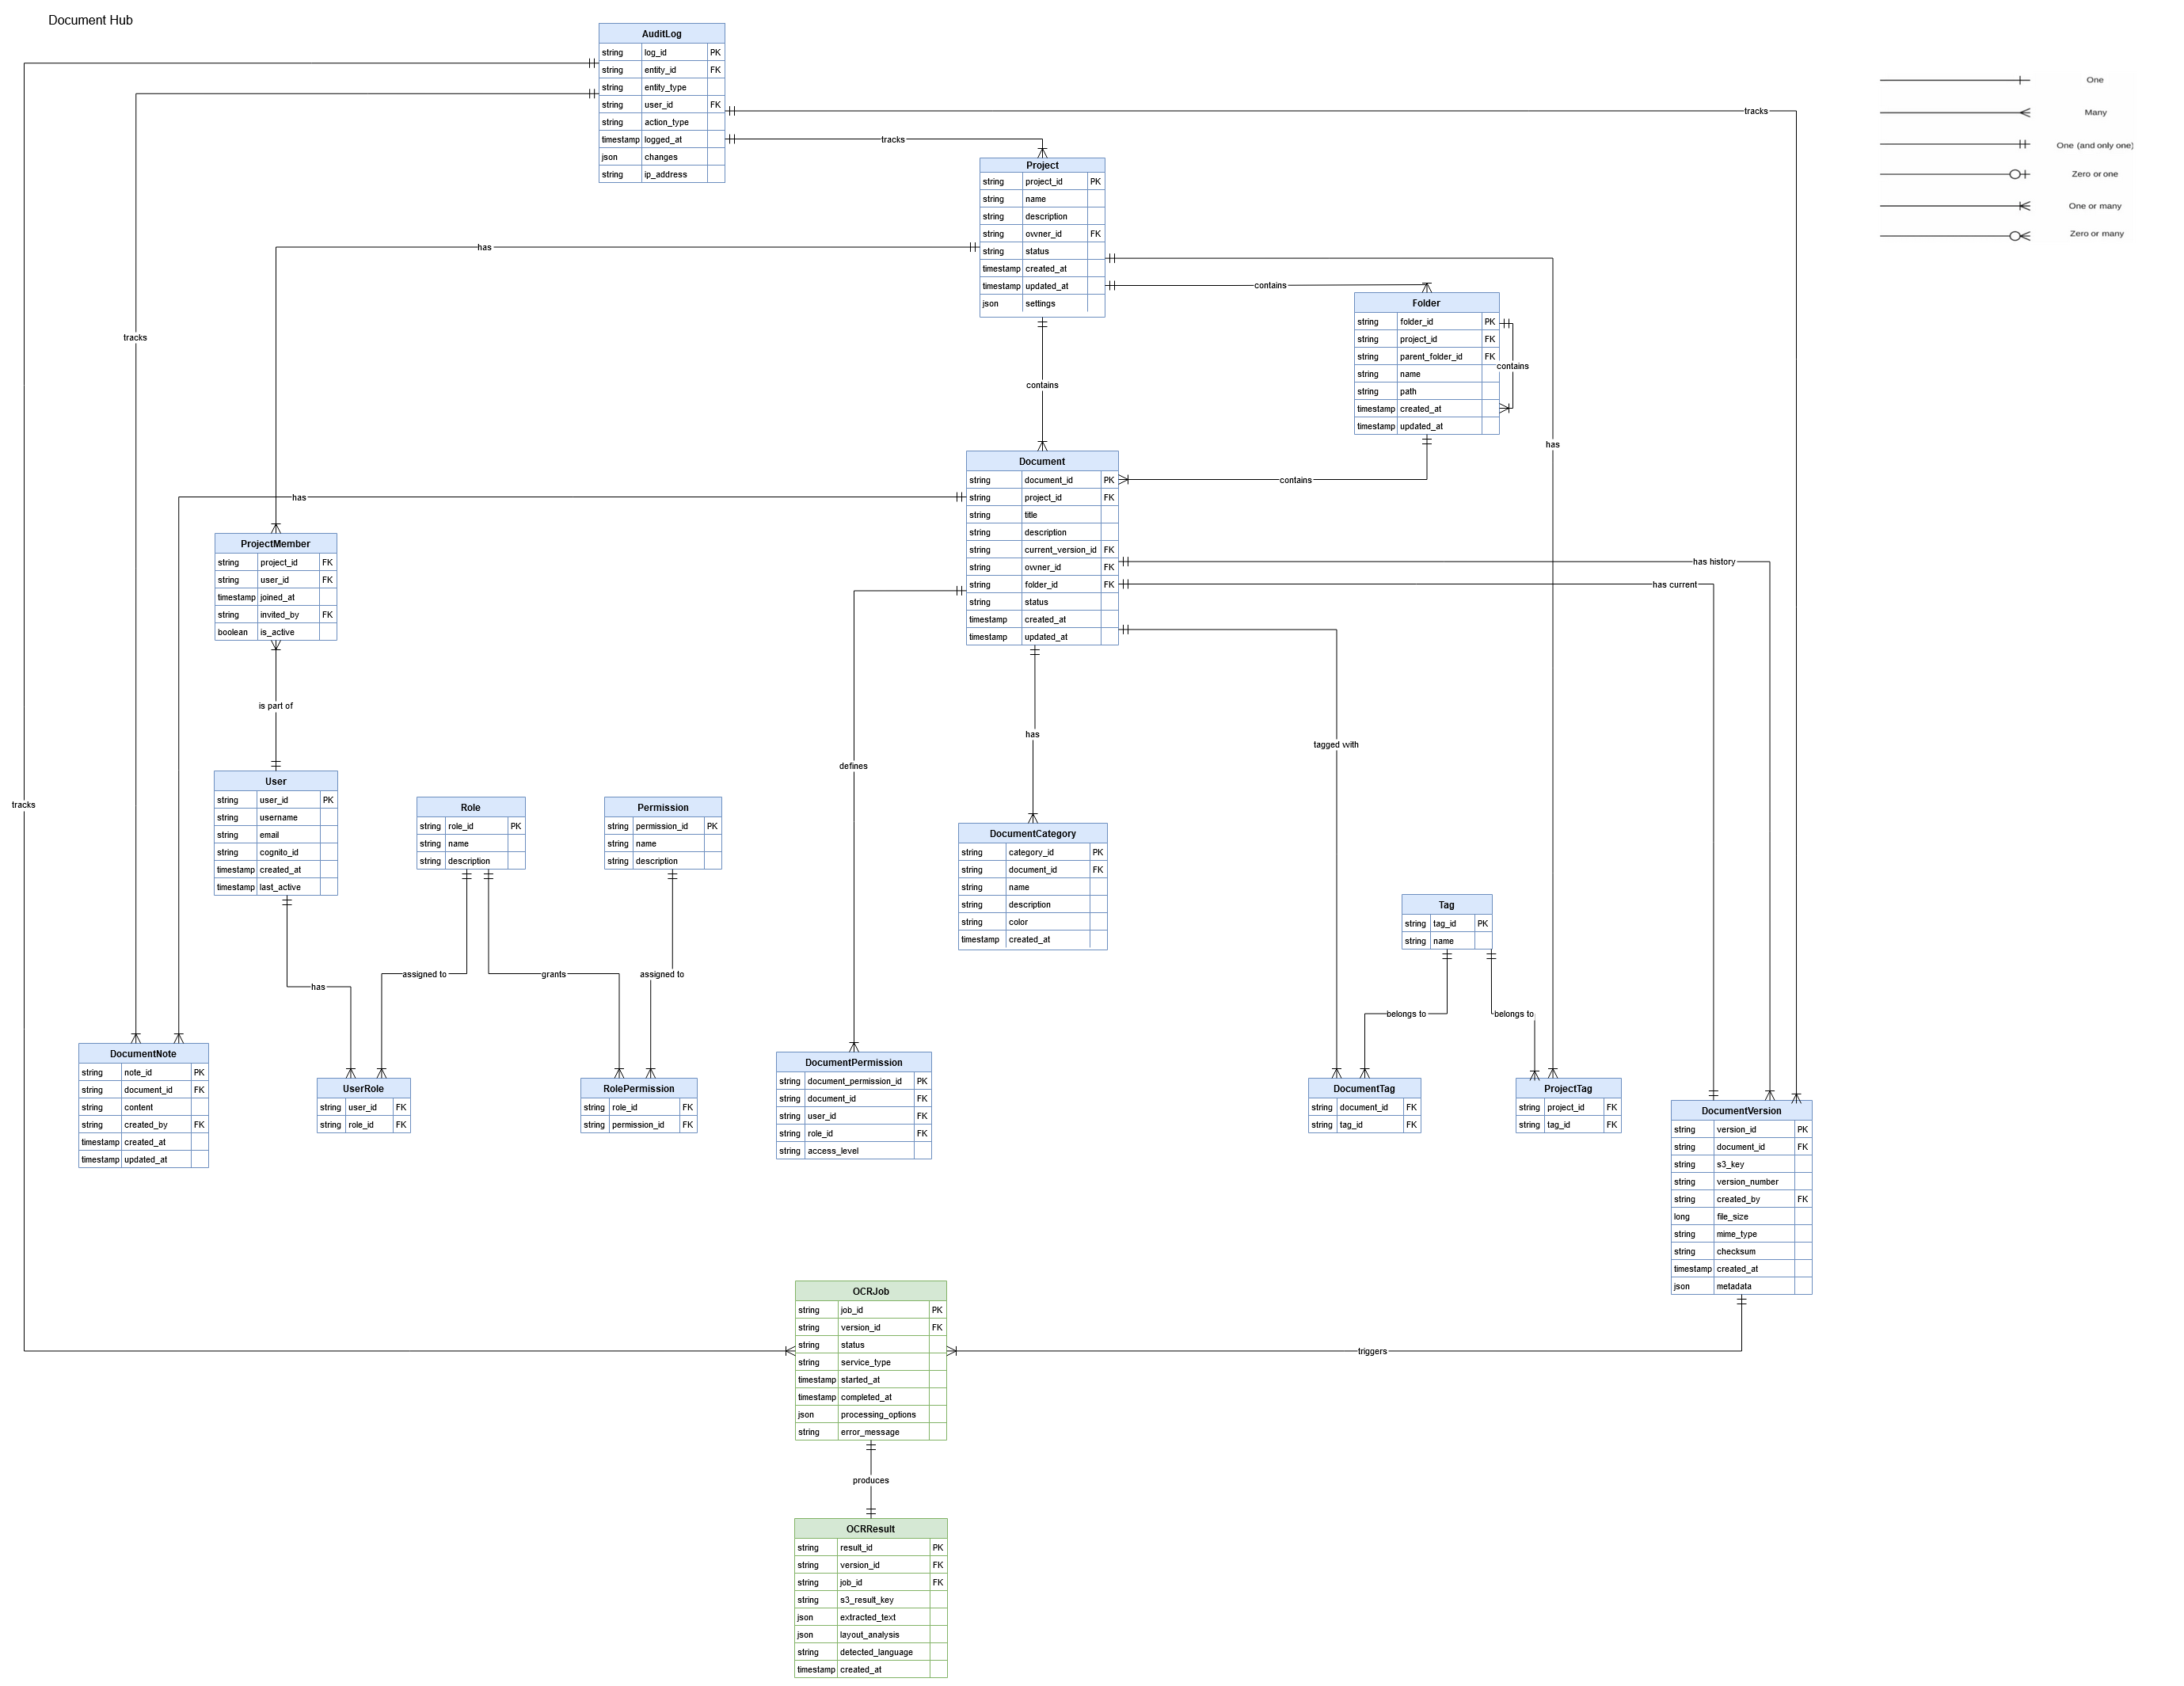 Document Hub
AuditLog
string log_id PK
string entity_id FK
string entity_type
string user_id FK
string action_type
timestamp logged_at
json changes
string ip_address
One
Many
One (and only one)
Zero or one
One or many
Zero or many
tracks
tracks
tracks
tracks
Project
string project_id PK
string name
string description
string owner_id FK
string status
timestamp created_at
timestamp updated_at
json settings
has
contains
contains
has
Folder
string folder_id PK
string project_id FK
string parent_folder_id FK
string name
string path
timestamp created_at
timestamp updated_at
contains
contains
Document
string document_id PK
string project_id FK
string title
string description
string current_version_id FK
string owner_id FK
string folder_id FK
string status
timestamp created_at
timestamp updated_at
has
has history
has current
tagged with
has
defines
ProjectMember
string project_id FK
string user_id FK
timestamp joined_at
string invited_by FK
boolean is_active
is part of
User
string user_id PK
string username
string email
string cognito_id
timestamp created_at
timestamp last_active
Role
string role_id PK
string name
string description
Permission
string permission_id PK
string name
string description
DocumentCategory
string category_id PK
string document_id FK
string name
string description
string color
timestamp created_at
Tag
string tag_id PK
string name
has
assigned to
grants
assigned to
belongs to
belongs to
DocumentNote
string note_id PK
string document_id FK
string content
string created_by FK
timestamp created_at
timestamp updated_at
UserRole
string user_id FK
string role_id FK
RolePermission
string role_id FK
string permission_id FK
DocumentPermission
string document_permission_id PK
string document_id FK
string user_id FK
string role_id FK
string access_level
DocumentTag
string document_id FK
string tag_id FK
ProjectTag
string project_id FK
string tag_id FK
DocumentVersion
string version_id PK
string document_id FK
string s3_key
string version_number
string created_by FK
long file_size
string mime_type
string checksum
timestamp created_at
json metadata
triggers
OCRJob
string job_id PK
string version_id FK
string status
string service_type
timestamp started_at
timestamp completed_at
json processing_options
string error_message
produces
OCRResult
string result_id PK
string version_id FK
string job_id FK
string s3_result_key
json extracted_text
json layout_analysis
string detected_language
timestamp created_at